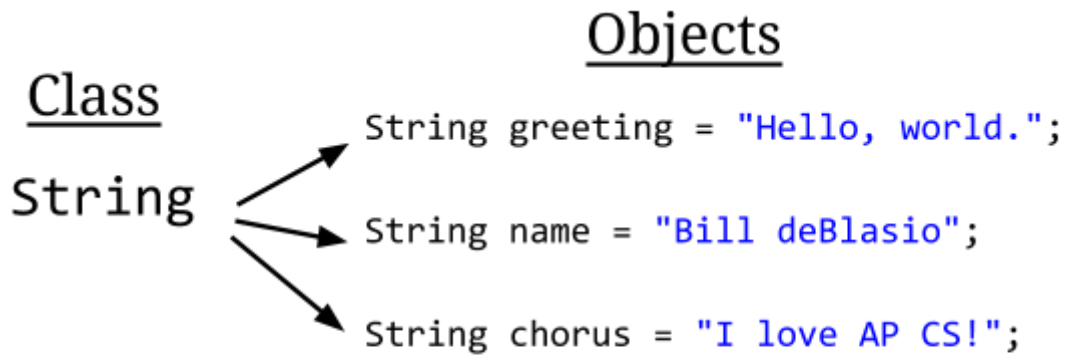 Objects
Class
String greeting = "Hello, world.";
String
String name = "Bill deBlasio";
String chorus = "I love AP CS!";